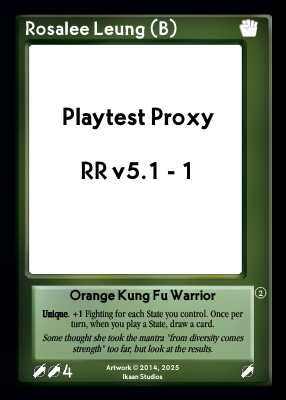 Rosalee Leung (B)
Playtest Proxy
RR v5.1 - 1
2
Orange Kung Fu Warrior
Unique. +1 Fighting for each State you control. Once per
turn, when you play a State, draw a card.
Some thought she took the mantra "from diversity comes
strength" too far, but look at the results.
4
Artwork © 2014, 2025
Ikaan Studios